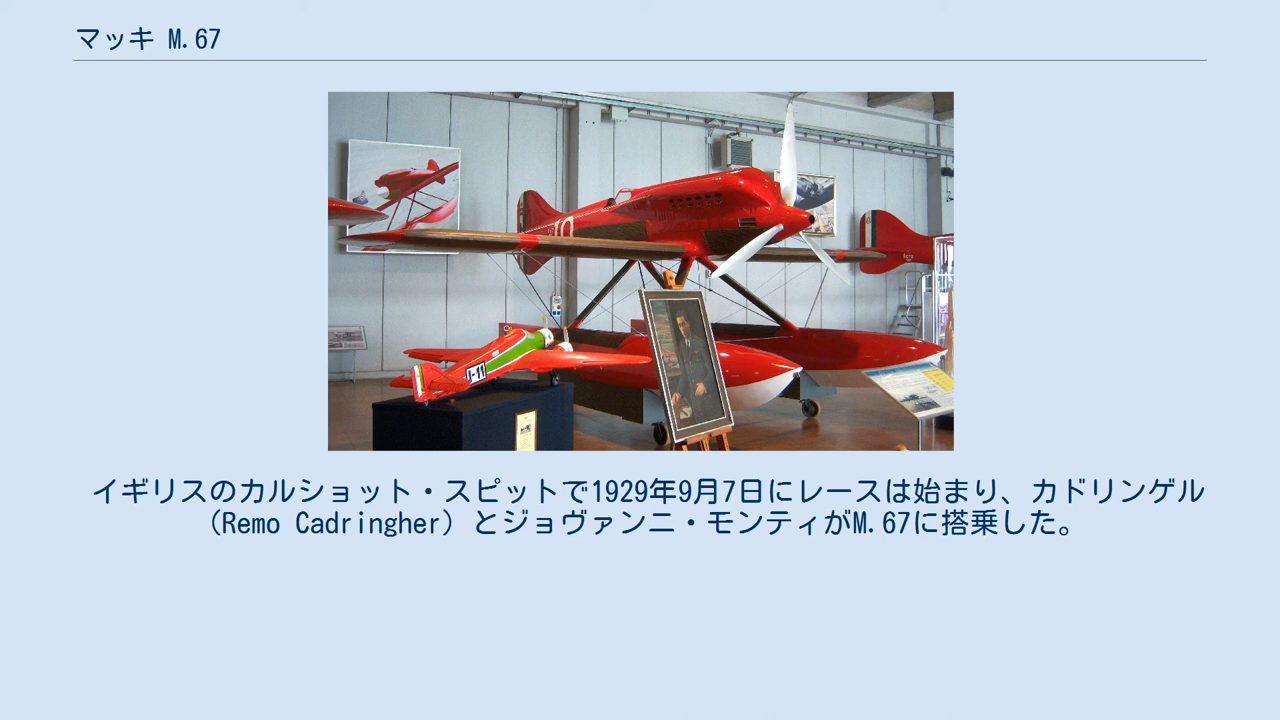 マッキ M.67
10
I-11
イギリスのカルショット・スピットで1929年9月7日にレースは始まり、カドリンゲル
（Remo Cadringher）とジョヴァンニ・モンティがM.67に搭乗した。